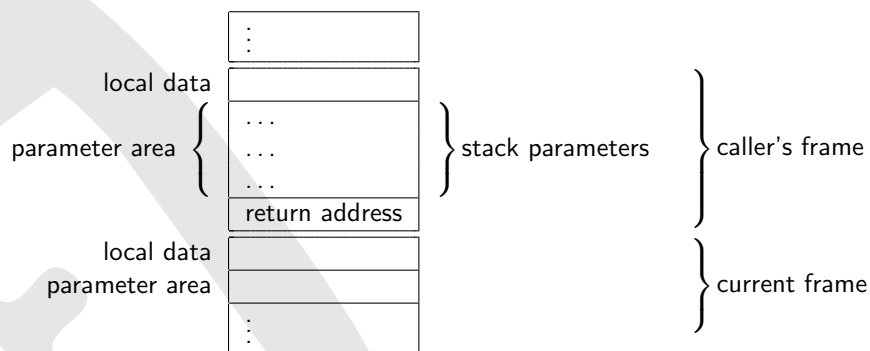 ⋮
local data
parameter area
. . .
. . .
. . .
stack parameters
caller's frame
return address
local data
parameter area
current frame
⋮